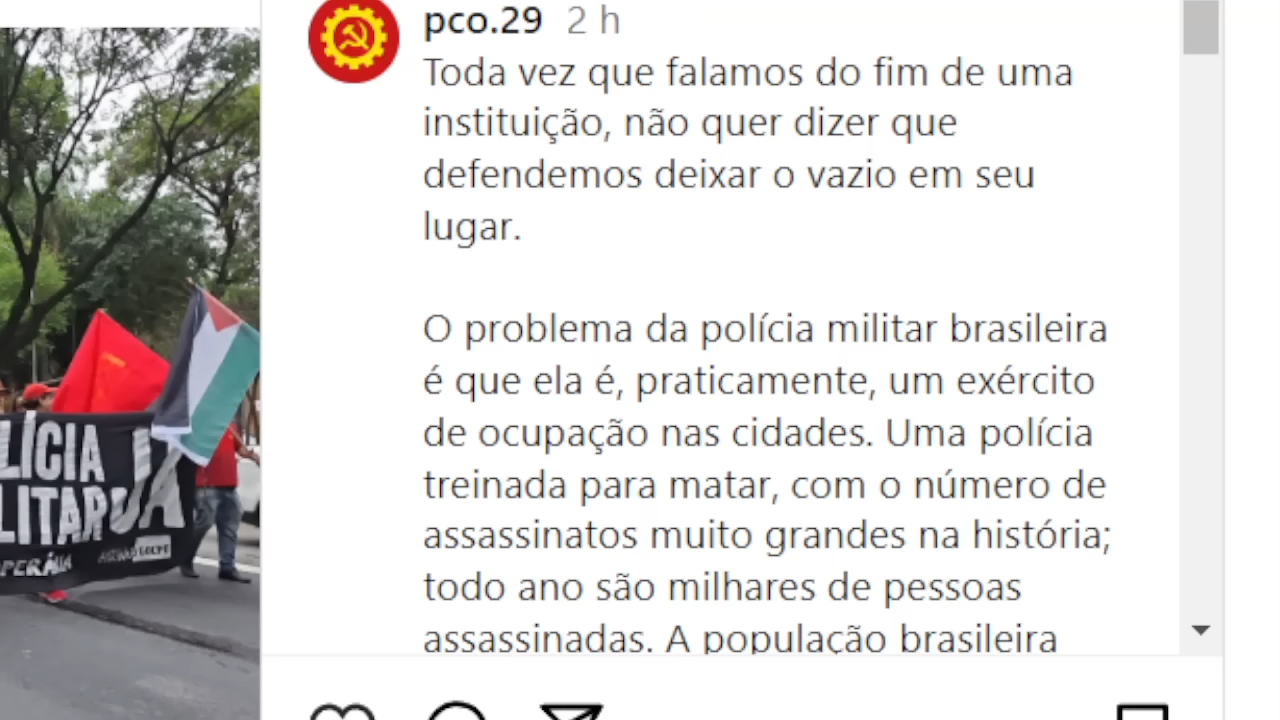 pco.29 2 h
Toda vez que falamos do fim de uma
instituição, não quer dizer que
defendemos deixar o vazio em seu
lugar.
O problema da polícia militar brasileira
é que ela é, praticamente, um exército
de ocupação nas cidades. Uma polícia
treinada para matar, com o número de
assassinatos muito grandes na história;
todo ano são milhares de pessoas
assassinadas. A população brasileira
LÍCIA
LITAR
JÁ
PERÁRIA